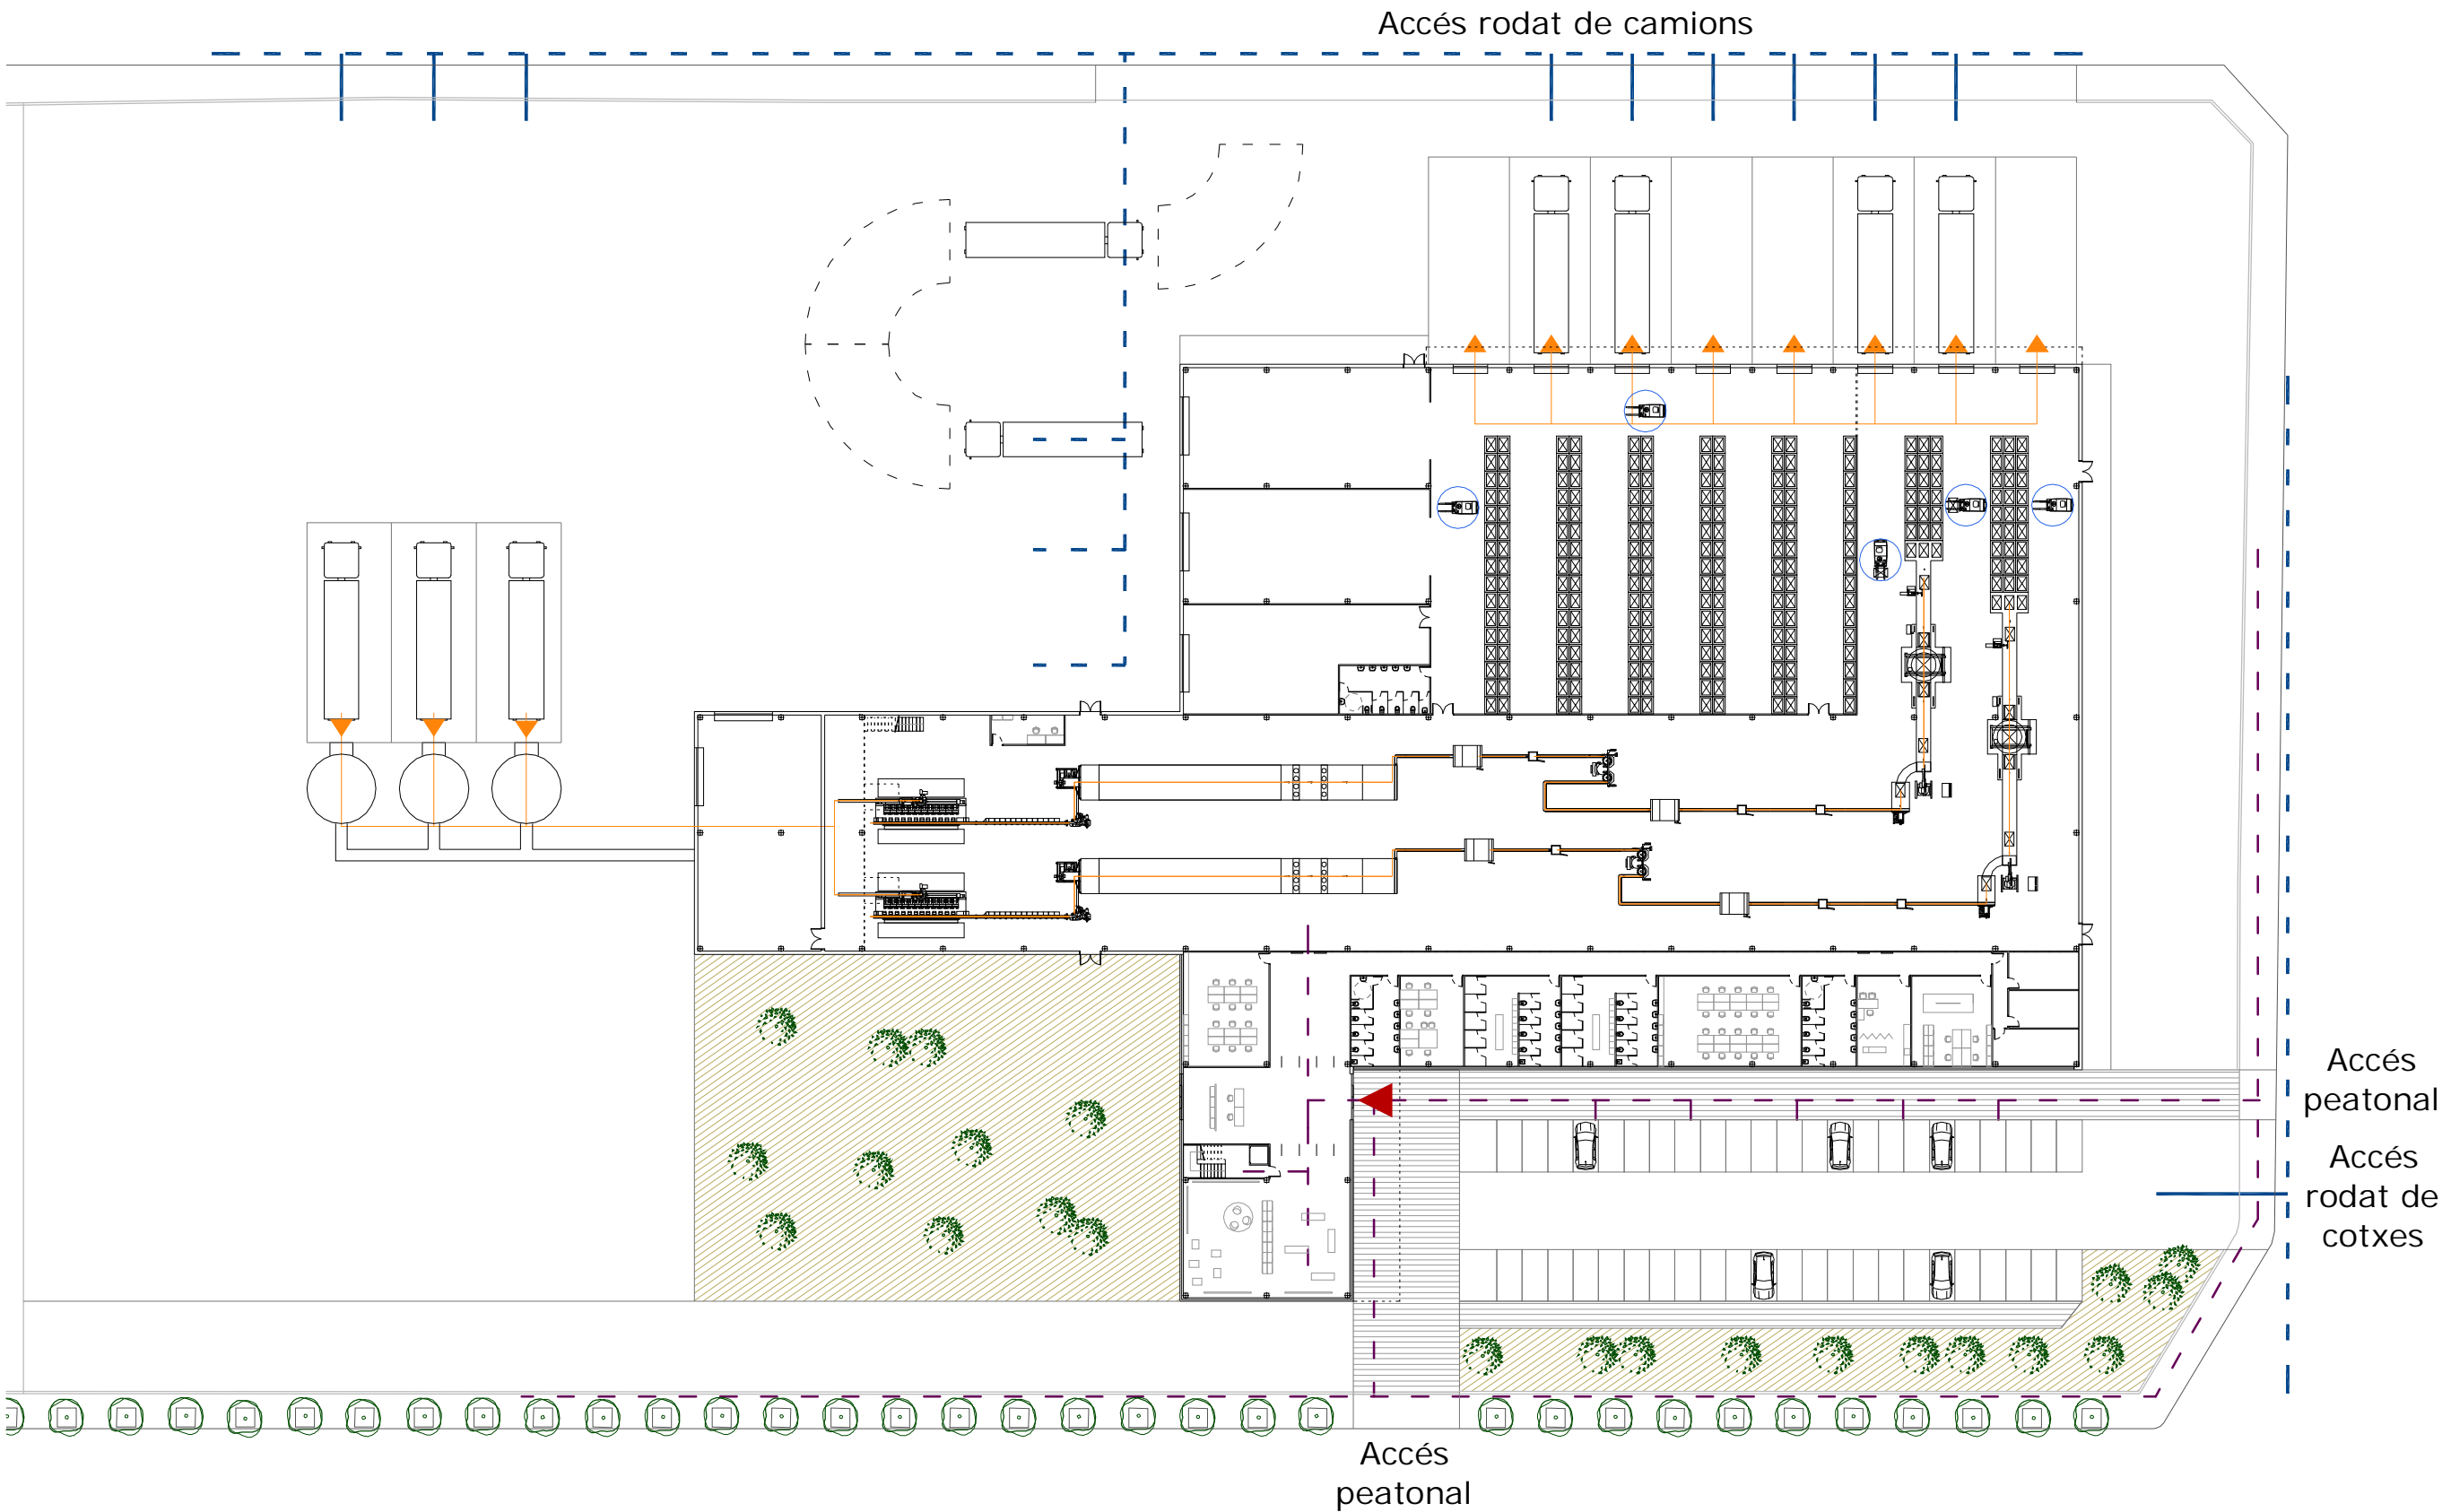 Accés rodat de camions
Accés
peatonal
Accés
rodat de
cotxes
Accés
peatonal